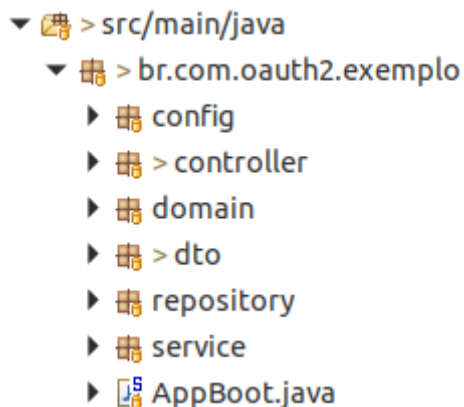 > src/main/java
> br.com.oauth2.exemplo
config
> controller
domain
> dto
repository
service
AppBoot.java